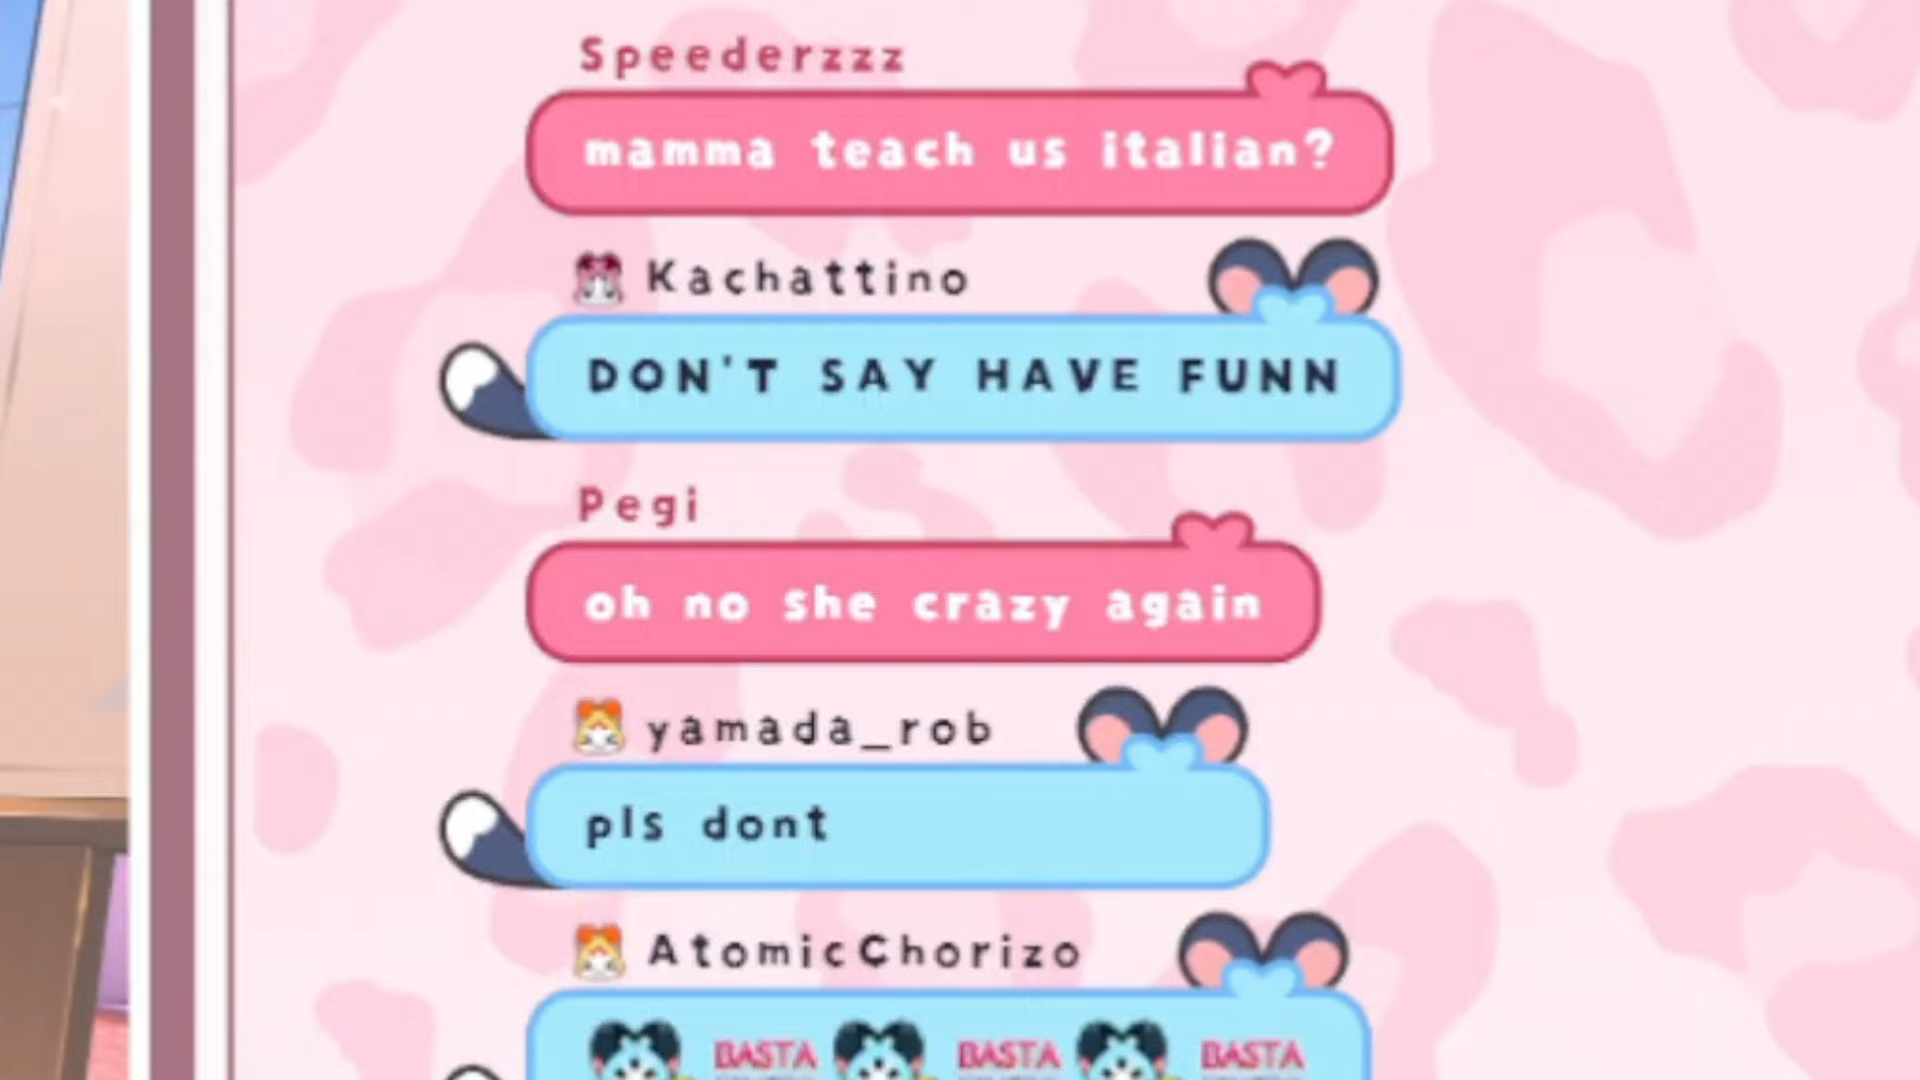 Speederzzz
mamma teach us italian?
Kachattino
DON'T SAY HAVE FUNN
Pegi
oh no she crazy again
yamada_rob
pls dont
AtomicChorizo
BASTA BASTA BASTA